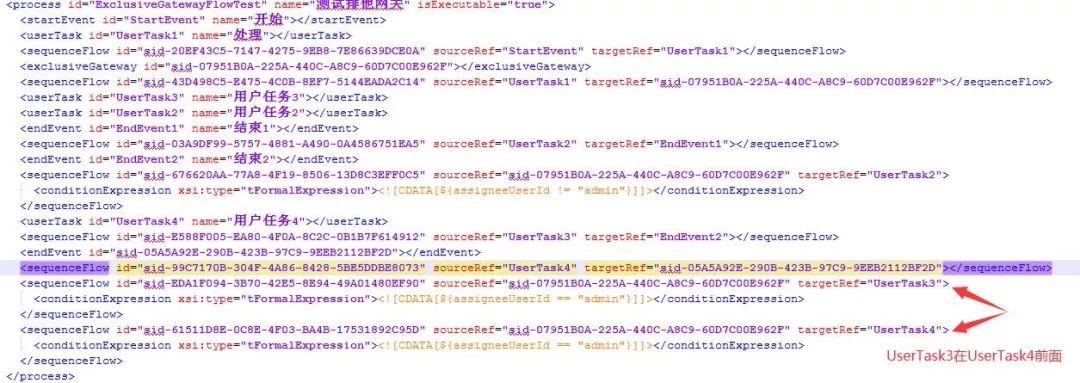 <process id="ExclusiveGatewayFlowTest" name="测试排他网关" isExecutable="true">
<startEvent id="StartEvent" name="开始"></startEvent>
<userTask id="UserTask1" name="处理"></userTask>
<sequenceFlow id="sid-20EF43C5-7147-4275-9EB8-7E86639DCE0A" sourceRef="StartEvent" targetRef="UserTask1"></sequenceFlow>
<exclusiveGateway id="sid-07951B0A-225A-440C-A8C9-60D7C00E962F"></exclusiveGateway>
<sequenceFlow id="sid-43D498C5-E475-4C0B-8EF7-5144EADA2C14" sourceRef="UserTask1" targetRef="sid-07951B0A-225A-440C-A8C9-60D7C00E962F"></sequenceFlow>
<userTask id="UserTask3" name="用户任务3"></userTask>
<userTask id="UserTask2" name="用户任务2"></userTask>
<endEvent id="EndEvent1" name="结束1"></endEvent>
<sequenceFlow id="sid-03A9DF99-5757-4881-A490-0A4586751EA5" sourceRef="UserTask2" targetRef="EndEvent1"></sequenceFlow>
<endEvent id="EndEvent2" name="结束2"></endEvent>
<sequenceFlow id="sid-676620AA-77A8-4F19-8506-13D8C3EFF0C5" sourceRef="sid-07951B0A-225A-440C-A8C9-60D7C00E962F" targetRef="UserTask2">
<conditionExpression xsi:type="tFormalExpression"><![CDATA[${assigneeUserId != "admin"}]]></conditionExpression>
</sequenceFlow>
<userTask id="UserTask4" name="用户任务4"></userTask>
<sequenceFlow id="sid-E588F005-EA80-4F0A-8C2C-0B1B7F614912" sourceRef="UserTask3" targetRef="EndEvent2"></sequenceFlow>
<endEvent id="sid-05A5A92E-290B-423B-97C9-9EEB2112BF2D"></endEvent>
<sequenceFlow id="sid-99C7170B-304F-4A86-8428-5BE5DDBE8073" sourceRef="UserTask4" targetRef="sid-05A5A92E-290B-423B-97C9-9EEB2112BF2D"></sequenceFlow>
<sequenceFlow id="sid-EDA1F094-3B70-42E5-8E94-49A01480EF90" sourceRef="sid-07951B0A-225A-440C-A8C9-60D7C00E962F" targetRef="UserTask3">
<conditionExpression xsi:type="tFormalExpression"><![CDATA[${assigneeUserId == "admin"}]]></conditionExpression>
</sequenceFlow>
<sequenceFlow id="sid-61511D8E-0C8E-4F03-BA4B-17531892C95D" sourceRef="sid-07951B0A-225A-440C-A8C9-60D7C00E962F" targetRef="UserTask4">
<conditionExpression xsi:type="tFormalExpression"><![CDATA[${assigneeUserId == "admin"}]]></conditionExpression>
UserTask3在UserTask4前面
</sequenceFlow>
</process>